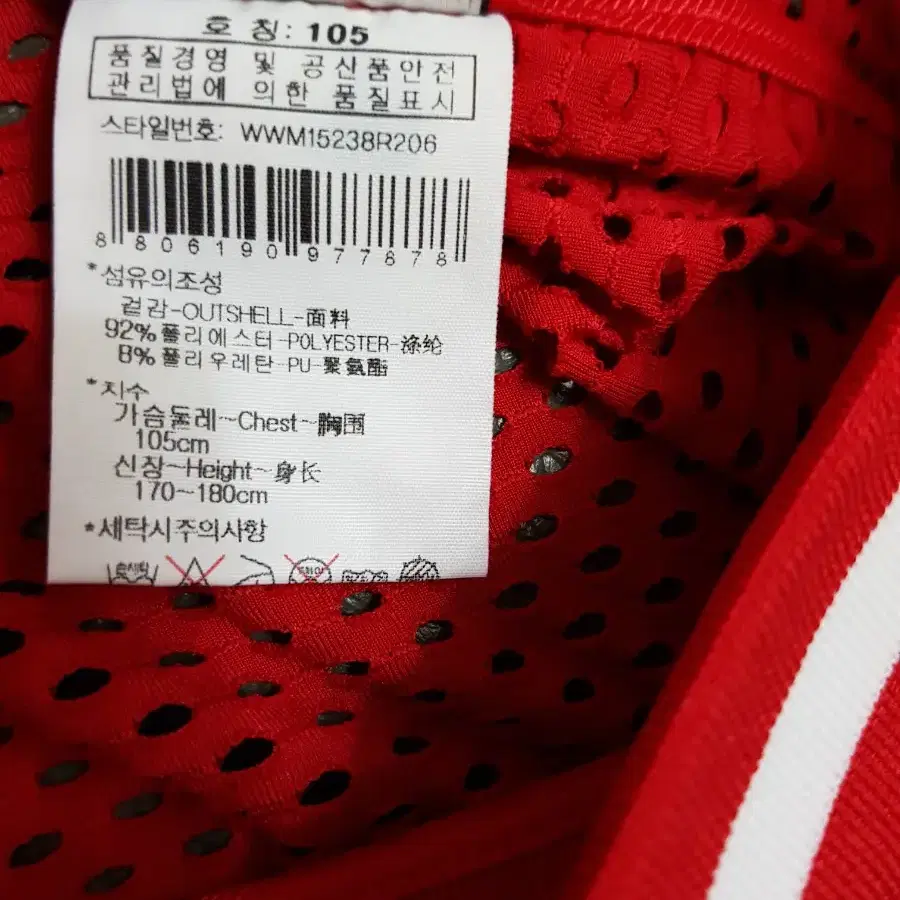 호 칭: 105
품질경영 및 공산품안전
관리법에 의한 품질표시
스타일번호: WWM15238R206
8 806190 977878
*섬유의조성
겉감-OUTSHELL-面料
92% 폴리에스터-POLYESTER-涤纶
8% 폴리우레탄-PU-聚氨酯
*치수
가슴둘레~Chest~胸围
105cm
신장~Height~身长
170~180cm
*세탁시주의사항